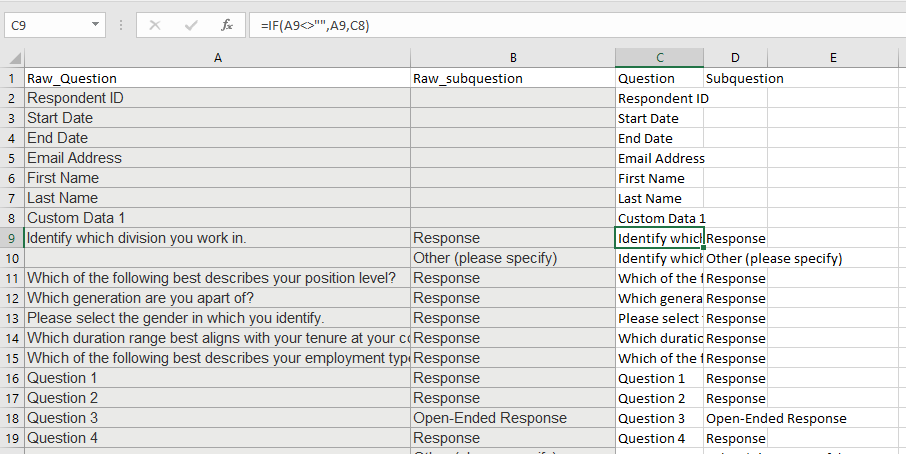 C9 fx =IF(A9<>"",A9,C8)
A B C D E
1 Raw_Question Raw_subquestion Question Subquestion
2 Respondent ID Respondent ID
3 Start Date Start Date
4 End Date End Date
5 Email Address Email Address
6 First Name First Name
7 Last Name Last Name
8 Custom Data 1 Custom Data 1
9 Identify which division you work in. Response Identify which Response
10 Other (please specify) Identify which Other (please specify)
11 Which of the following best describes your position level? Response Which of the f Response
12 Which generation are you apart of? Response Which genera Response
13 Please select the gender in which you identify. Response Please select Response
14 Which duration range best aligns with your tenure at your co Response Which duratic Response
15 Which of the following best describes your employment type Response Which of the f Response
16 Question 1 Response Question 1 Response
17 Question 2 Response Question 2 Response
18 Question 3 Open-Ended Response Question 3 Open-Ended Response
19 Question 4 Response Question 4 Response